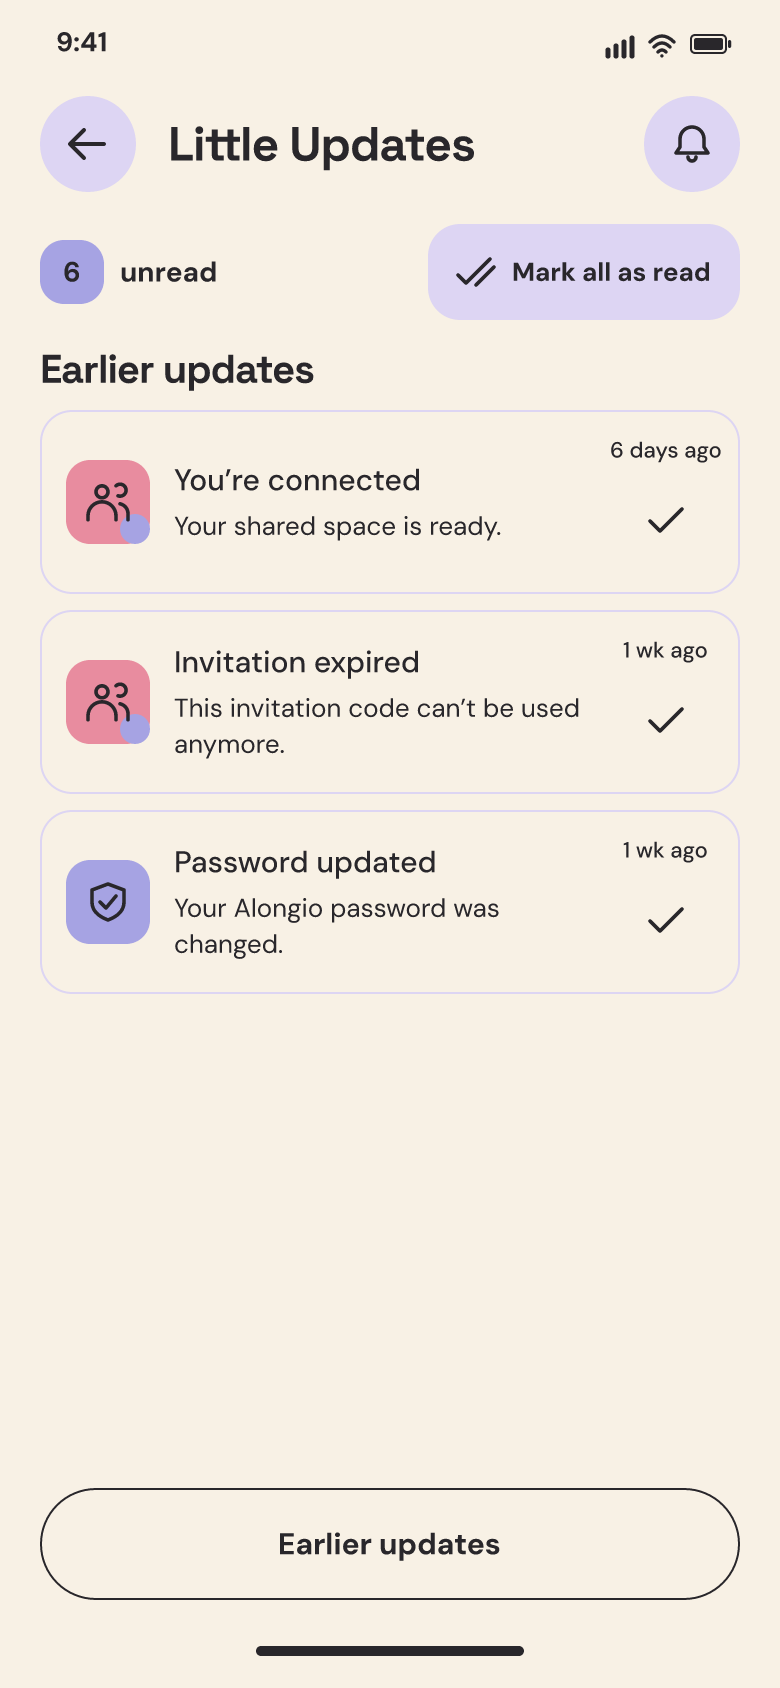 9:41
Little Updates
6 unread
Mark all as read
Earlier updates
6 days ago
You’re connected
Your shared space is ready.
1 wk ago
Invitation expired
This invitation code can’t be used
anymore.
1 wk ago
Password updated
Your Alongio password was
changed.
Earlier updates